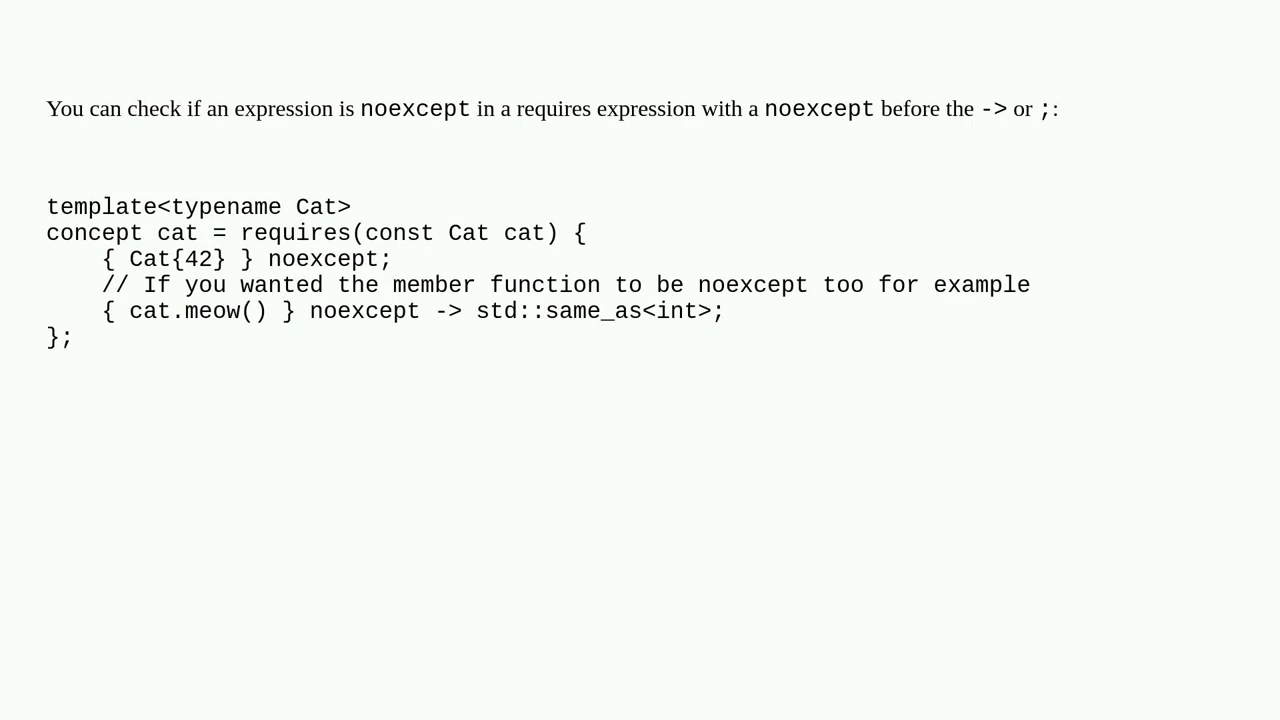 You can check if an expression is noexcept in a requires expression with a noexcept before the -> or ;:
template<typename Cat>
concept cat = requires(const Cat cat) {
    { Cat{42} } noexcept;
    // If you wanted the member function to be noexcept too for example
    { cat.meow() } noexcept -> std::same_as<int>;
};